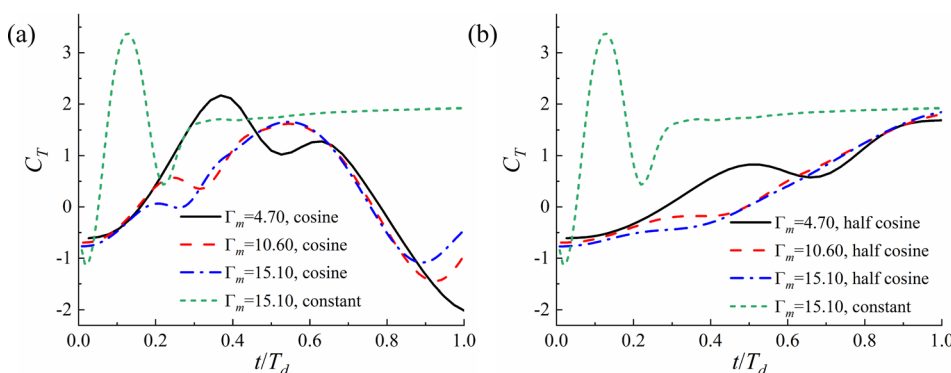 (a)
3
2
1
0
-1
-2
C_T
Γ_m=4.70, cosine
Γ_m=10.60, cosine
Γ_m=15.10, cosine
Γ_m=15.10, constant
0.0 0.2 0.4 0.6 0.8 1.0
t/T_d
(b)
3
2
1
0
-1
-2
C_T
Γ_m=4.70, half cosine
Γ_m=10.60, half cosine
Γ_m=15.10, half cosine
Γ_m=15.10, constant
0.0 0.2 0.4 0.6 0.8 1.0
t/T_d